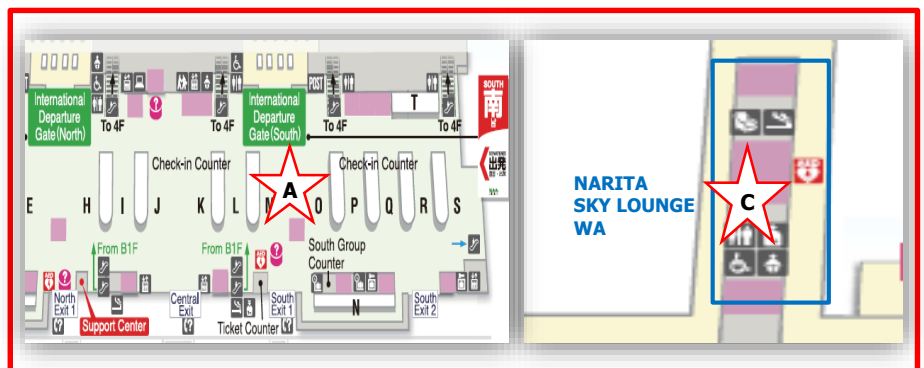 POST
International
Departure
Gate(North)
To 4F
To 4F
International
Departure
Gate(South)
To 4F
To 4F
T
SOUTH
南
出発
Check-in Counter
Check-in Counter
A
E H I J K L M O P Q R S
From B1F
From B1F
AED
South Group
Counter
North
Exit 1
Support Center
Central
Exit
Ticket Counter
South
Exit 1
N
South
Exit 2
NARITA
SKY LOUNGE
WA
C
AED